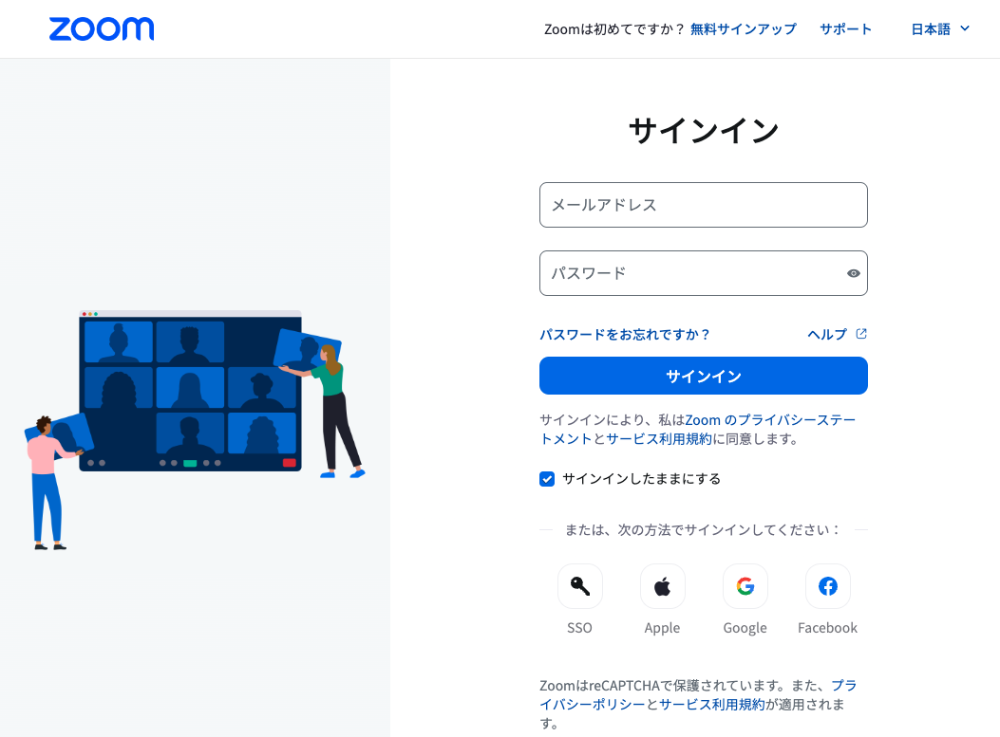 zoom
Zoomは初めてですか？ 無料サインアップ サポート 日本語
サインイン
メールアドレス
パスワード
パスワードをお忘れですか？ ヘルプ
サインイン
サインインにより、私はZoom のプライバシーステー
トメントとサービス利用規約に同意します。
サインインしたままにする
または、次の方法でサインインしてください：
SSO Apple Google Facebook
ZoomはreCAPTCHAで保護されています。また、プラ
イバシーポリシーとサービス利用規約が適用されま
す。